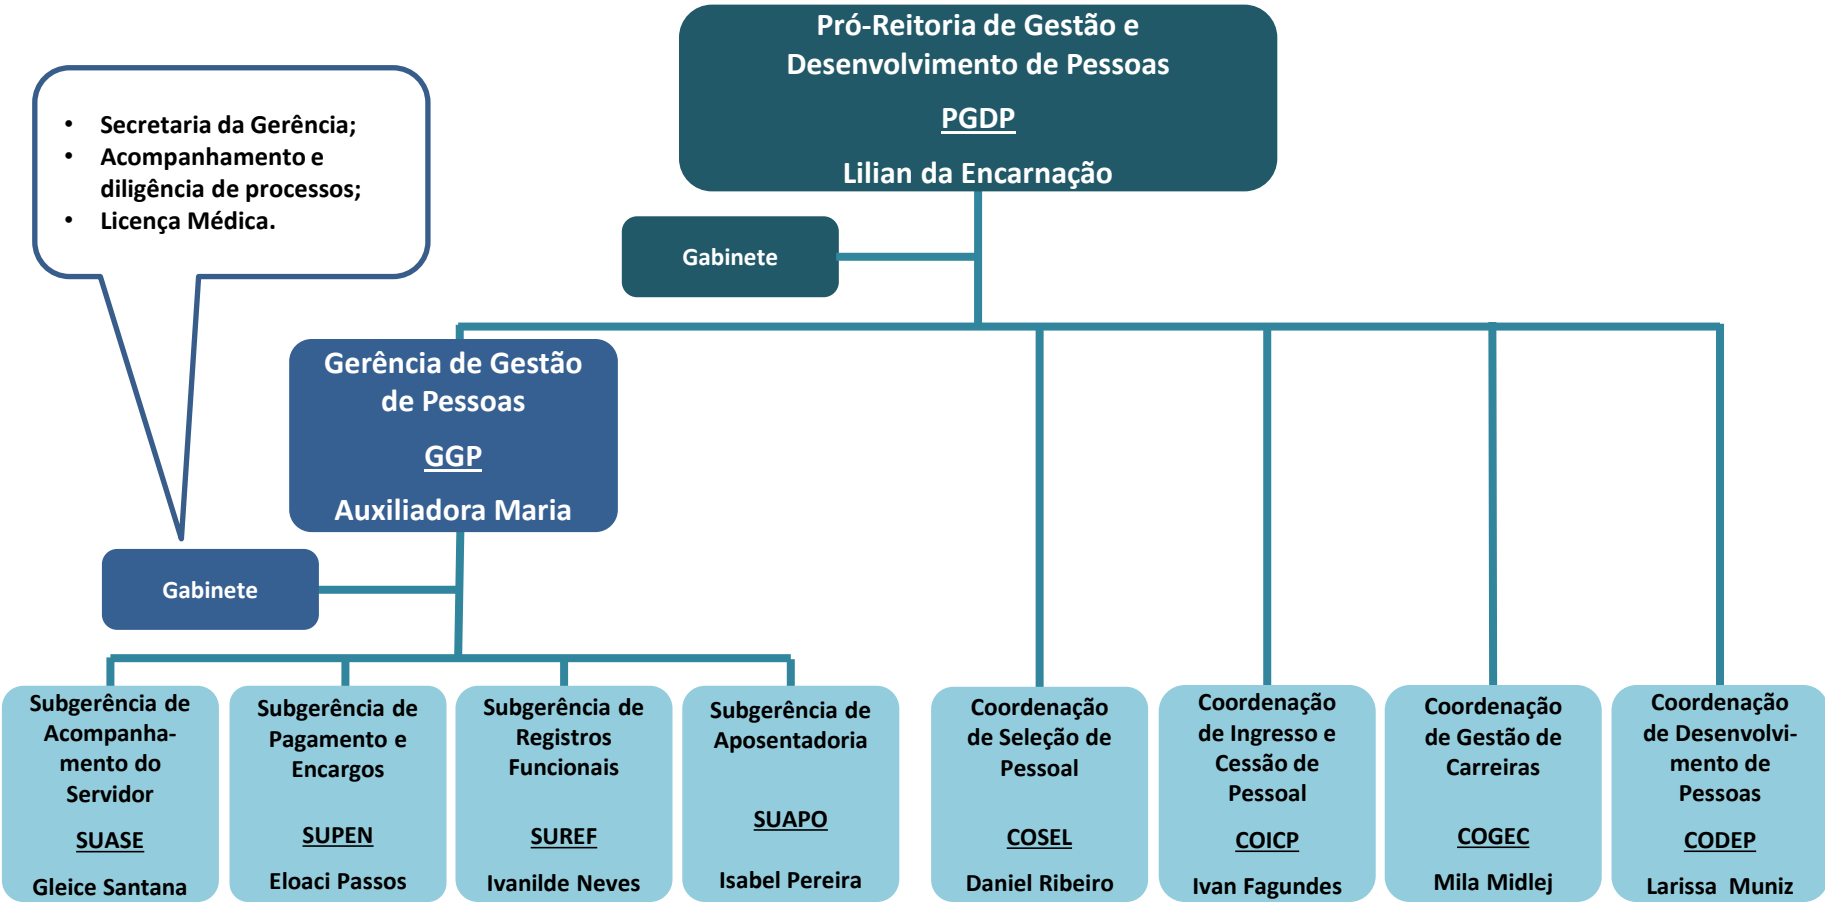 Pró-Reitoria de Gestão e
Desenvolvimento de Pessoas
PGDP
Lilian da Encarnação
• Secretaria da Gerência;
• Acompanhamento e
diligência de processos;
• Licença Médica.
Gabinete
Gerência de Gestão
de Pessoas
GGP
Auxiliadora Maria
Gabinete
Subgerência de
Acompanha-
mento do
Servidor
SUASE
Gleice Santana
Subgerência de
Pagamento e
Encargos
SUPEN
Eloaci Passos
Subgerência de
Registros
Funcionais
SUREF
Ivanilde Neves
Subgerência de
Aposentadoria
SUAPO
Isabel Pereira
Coordenação
de Seleção de
Pessoal
COSEL
Daniel Ribeiro
Coordenação
de Ingresso e
Cessão de
Pessoal
COICP
Ivan Fagundes
Coordenação
de Gestão de
Carreiras
COGEC
Mila Midlej
Coordenação
de Desenvolvi-
mento de
Pessoas
CODEP
Larissa Muniz